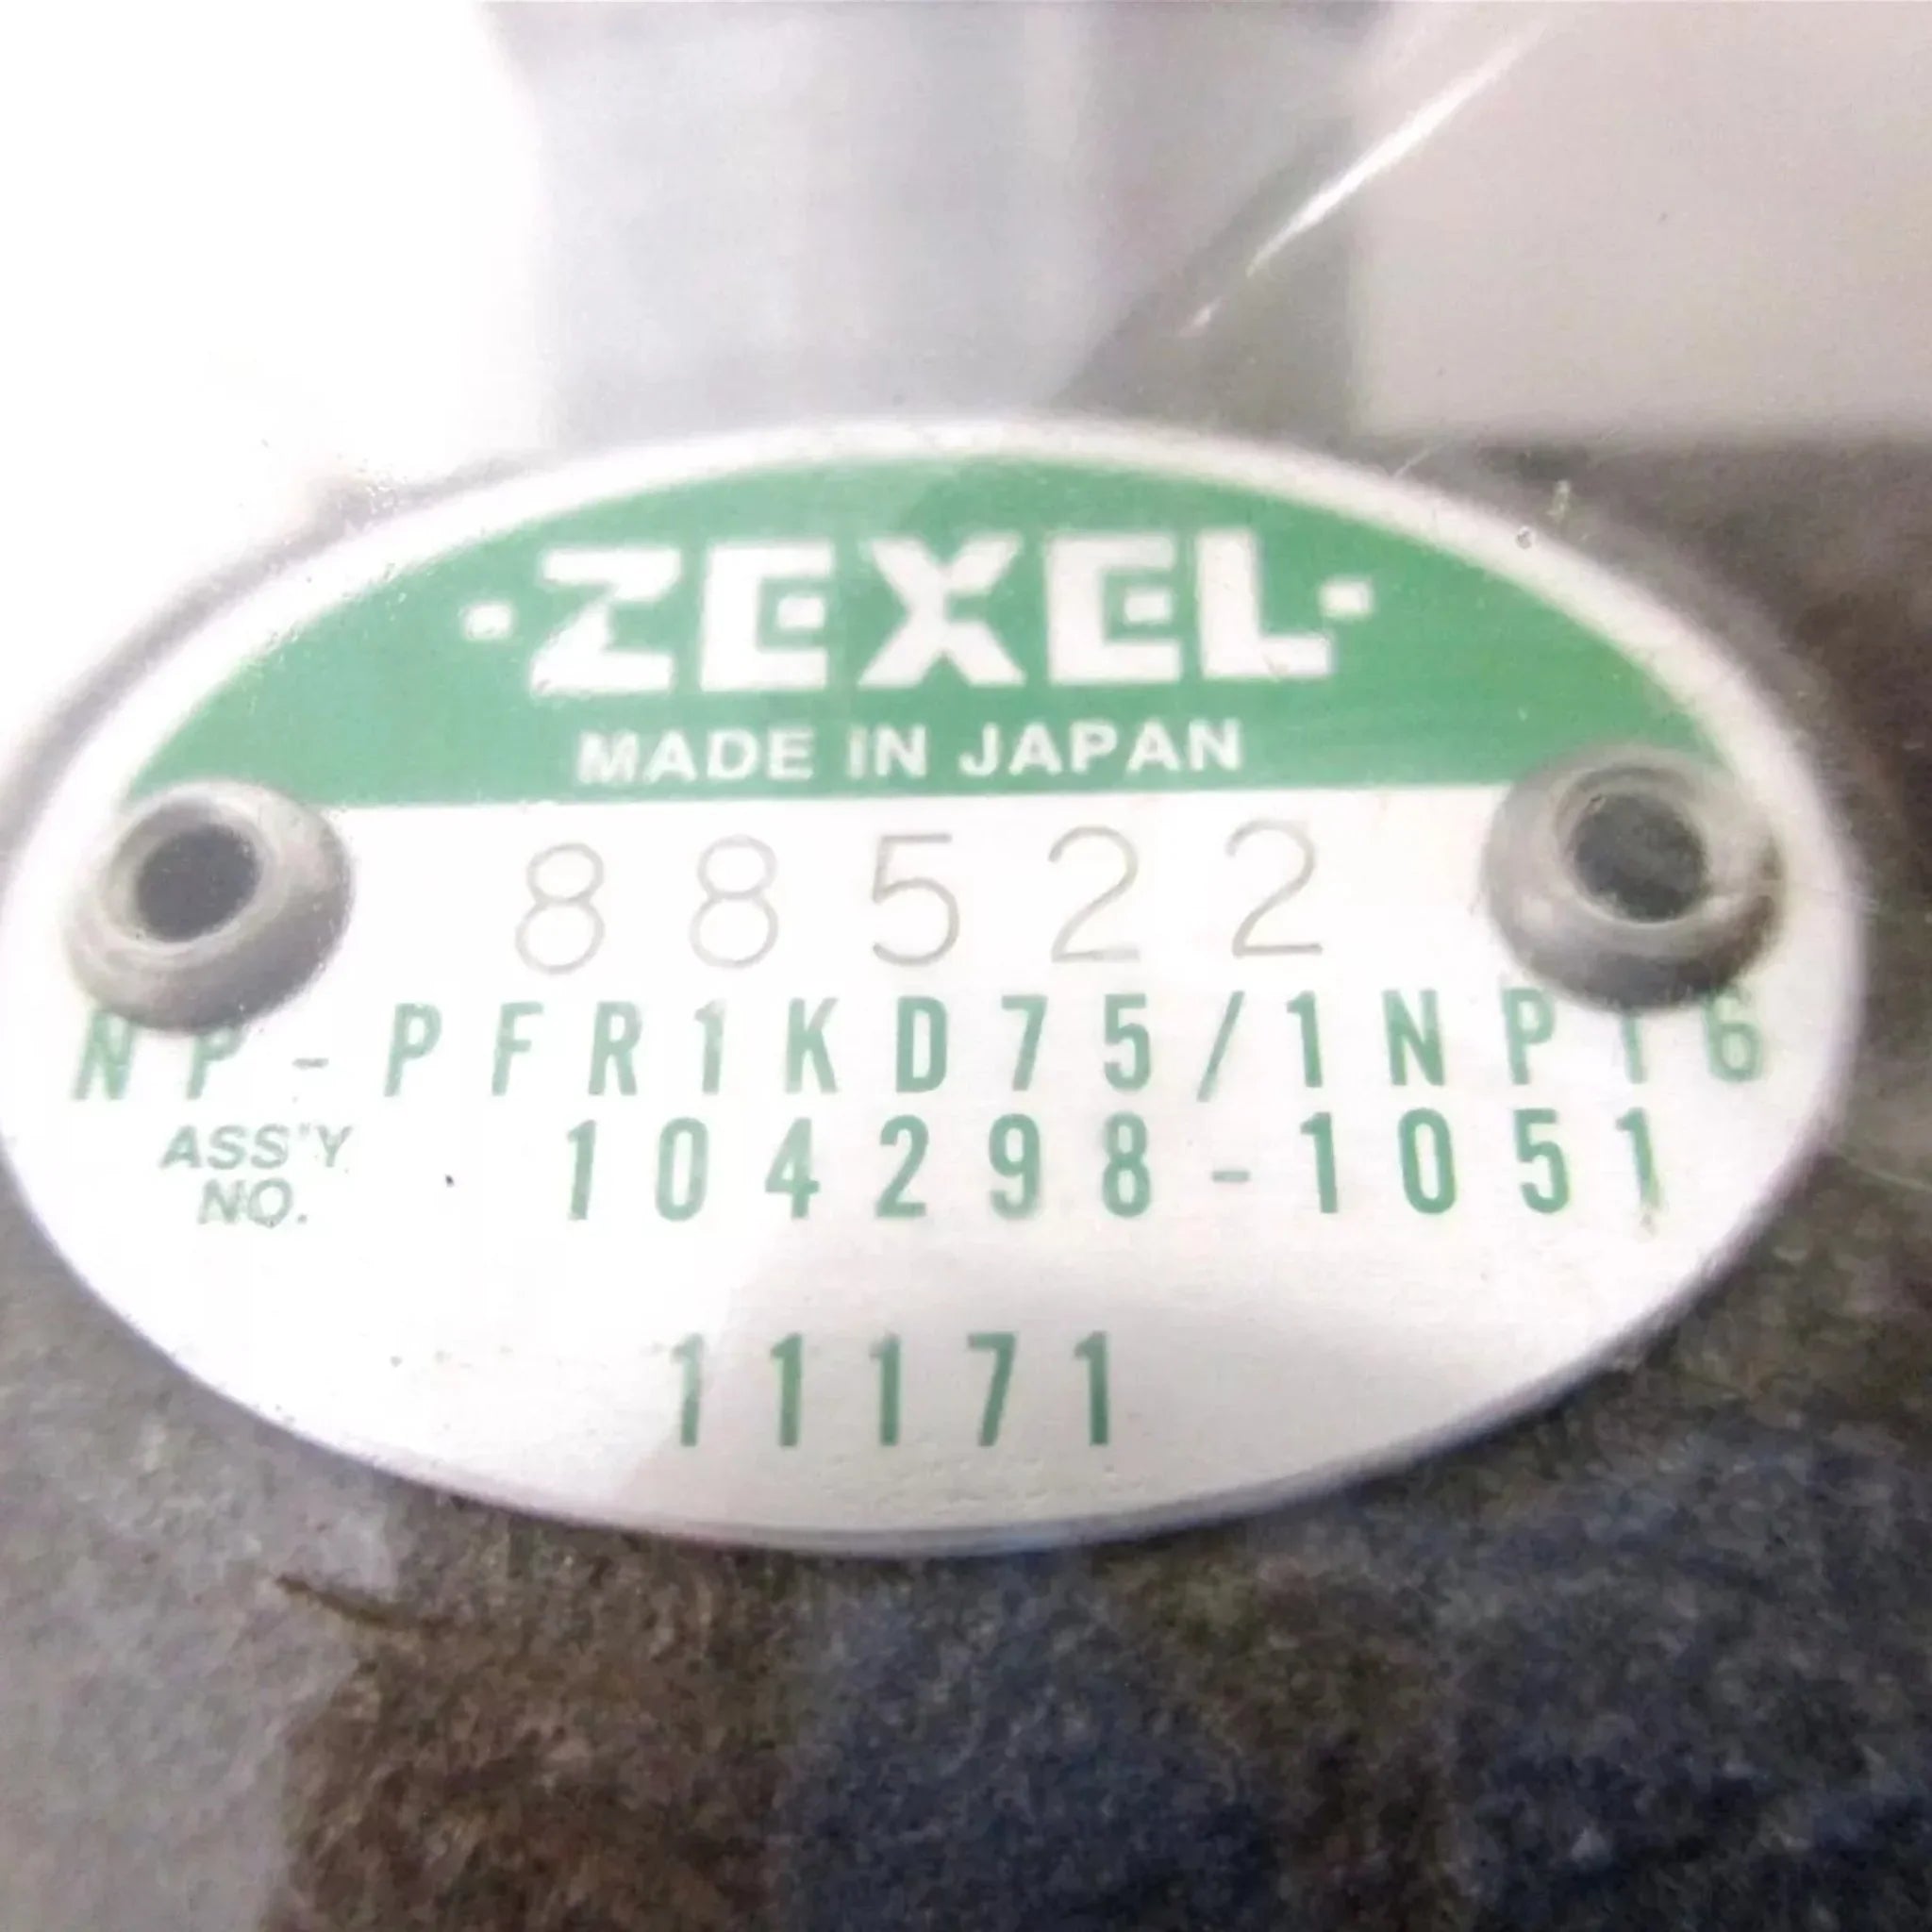 ·ZEXEL·
MADE IN JAPAN
88522
NP-PFR1KD75/1NP16
ASS'Y NO. 104298-1051
11171